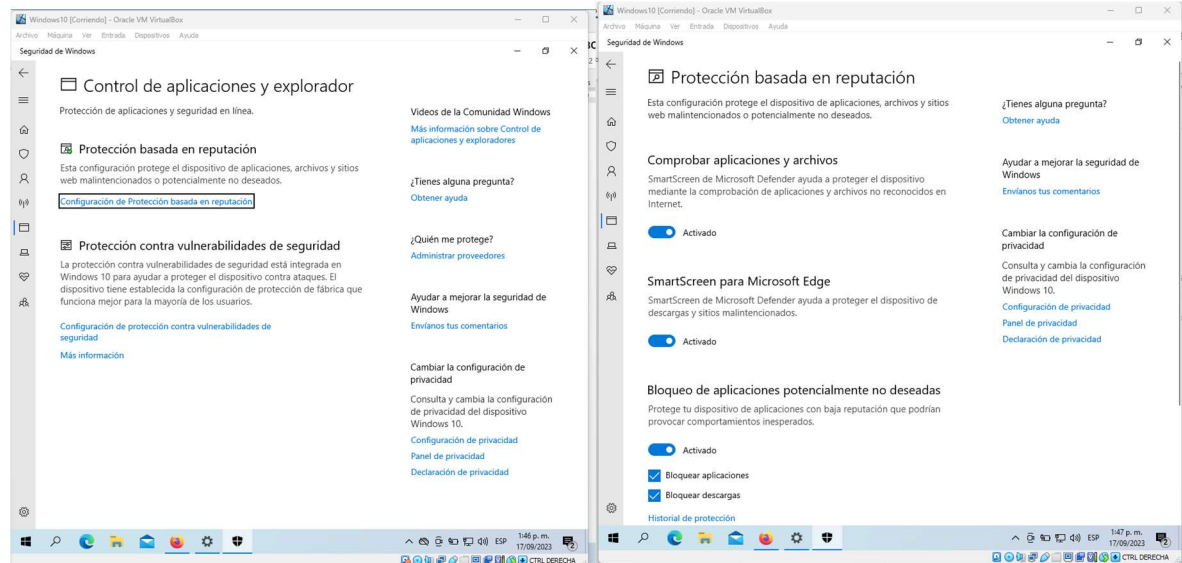 Windows10 [Corriendo] - Oracle VM VirtualBox
Archivo Máquina Ver Entrada Dispositivos Ayuda
Seguridad de Windows
Control de aplicaciones y explorador
Protección de aplicaciones y seguridad en línea.
Protección basada en reputación
Esta configuración protege el dispositivo de aplicaciones, archivos y sitios
web malintencionados o potencialmente no deseados.
Configuración de Protección basada en reputación
Protección contra vulnerabilidades de seguridad
La protección contra vulnerabilidades de seguridad está integrada en
Windows 10 para ayudar a proteger el dispositivo contra ataques. El
dispositivo tiene establecida la configuración de protección de fábrica que
funciona mejor para la mayoría de los usuarios.
Configuración de protección contra vulnerabilidades de
seguridad
Más información
Videos de la Comunidad Windows
Más información sobre Control de
aplicaciones y exploradores
¿Tienes alguna pregunta?
Obtener ayuda
¿Quién me protege?
Administrar proveedores
Ayudar a mejorar la seguridad de
Windows
Envíanos tus comentarios
Cambiar la configuración de
privacidad
Consulta y cambia la configuración
de privacidad del dispositivo
Windows 10.
Configuración de privacidad
Panel de privacidad
Declaración de privacidad
ESP
1:46 p. m.
17/09/2023
2
CTRL DERECHA
Windows10 [Corriendo] - Oracle VM VirtualBox
Archivo Máquina Ver Entrada Dispositivos Ayuda
Seguridad de Windows
Protección basada en reputación
Esta configuración protege el dispositivo de aplicaciones, archivos y sitios
web malintencionados o potencialmente no deseados.
Comprobar aplicaciones y archivos
SmartScreen de Microsoft Defender ayuda a proteger el dispositivo
mediante la comprobación de aplicaciones y archivos no reconocidos en
Internet.
Activado
SmartScreen para Microsoft Edge
SmartScreen de Microsoft Defender ayuda a proteger el dispositivo de
descargas y sitios malintencionados.
Activado
Bloqueo de aplicaciones potencialmente no deseadas
Protege tu dispositivo de aplicaciones con baja reputación que podrían
provocar comportamientos inesperados.
Activado
Bloquear aplicaciones
Bloquear descargas
Historial de protección
¿Tienes alguna pregunta?
Obtener ayuda
Ayudar a mejorar la seguridad de
Windows
Envíanos tus comentarios
Cambiar la configuración de
privacidad
Consulta y cambia la configuración
de privacidad del dispositivo
Windows 10.
Configuración de privacidad
Panel de privacidad
Declaración de privacidad
ESP
1:47 p. m.
17/09/2023
2
CTRL DERECHA